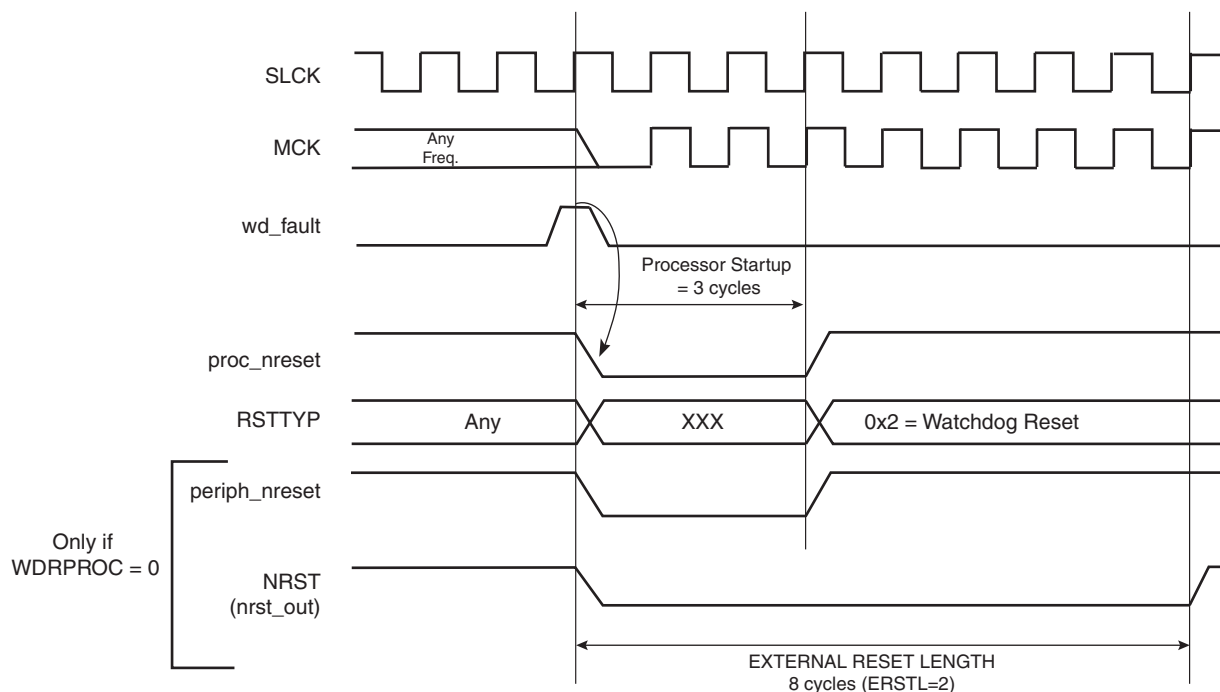 SLCK
MCK
Any
Freq.
wd_fault
Processor Startup
= 3 cycles
proc_nreset
RSTTYP
Any
XXX
0x2 = Watchdog Reset
periph_nreset
Only if
WDRPROC = 0
NRST
(nrst_out)
EXTERNAL RESET LENGTH
8 cycles (ERSTL=2)